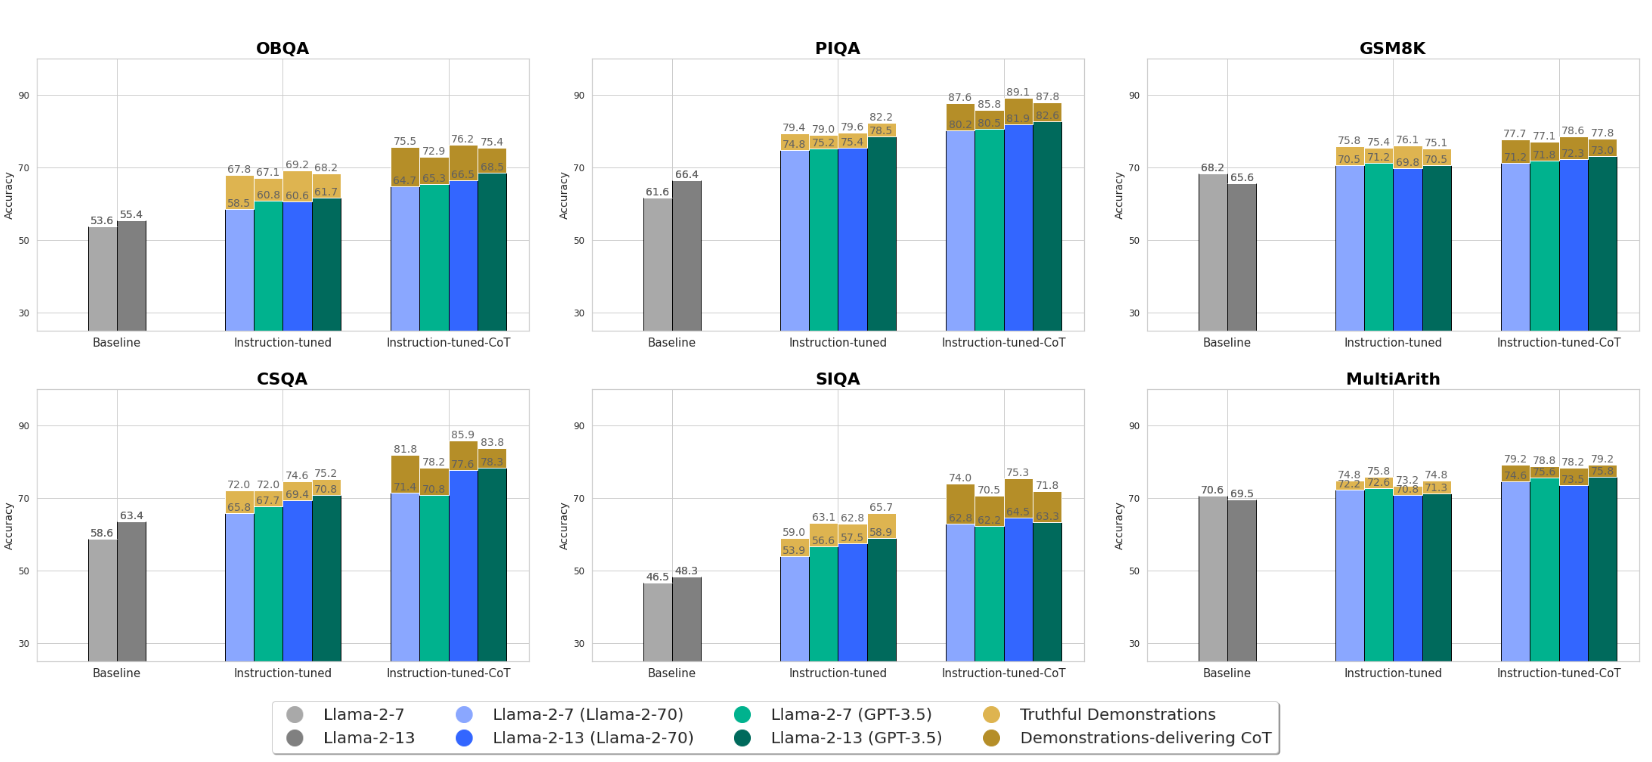 OBQA
Accuracy
90
70
50
30
53.6 55.4
67.8 67.1 69.2 68.2
58.5 60.8 60.6 61.7
75.5 72.9 76.2 75.4
64.7 65.3 66.5 68.5
Baseline Instruction-tuned Instruction-tuned-CoT
PIQA
Accuracy
90
70
50
30
61.6 66.4
79.4 79.0 79.6 82.2
74.8 75.2 75.4 78.5
87.6 85.8 89.1 87.8
80.2 80.5 81.9 82.6
Baseline Instruction-tuned Instruction-tuned-CoT
GSM8K
Accuracy
90
70
50
30
68.2 65.6
75.8 75.4 76.1 75.1
70.5 71.2 69.8 70.5
77.7 77.1 78.6 77.8
71.2 71.8 72.3 73.0
Baseline Instruction-tuned Instruction-tuned-CoT
CSQA
Accuracy
90
70
50
30
58.6 63.4
72.0 72.0 74.6 75.2
65.8 67.7 69.4 70.8
81.8 78.2 85.9 83.8
71.4 70.8 77.6 78.3
Baseline Instruction-tuned Instruction-tuned-CoT
SIQA
Accuracy
90
70
50
30
46.5 48.3
59.0 63.1 62.8 65.7
53.9 56.6 57.5 58.9
74.0 70.5 75.3 71.8
62.8 62.2 64.5 63.3
Baseline Instruction-tuned Instruction-tuned-CoT
MultiArith
Accuracy
90
70
50
30
70.6 69.5
74.8 75.8 73.2 74.8
72.2 72.6 70.8 71.3
79.2 78.8 78.2 79.2
74.6 75.6 73.5 75.8
Baseline Instruction-tuned Instruction-tuned-CoT
Llama-2-7 Llama-2-7 (Llama-2-70) Llama-2-7 (GPT-3.5) Truthful Demonstrations
Llama-2-13 Llama-2-13 (Llama-2-70) Llama-2-13 (GPT-3.5) Demonstrations-delivering CoT